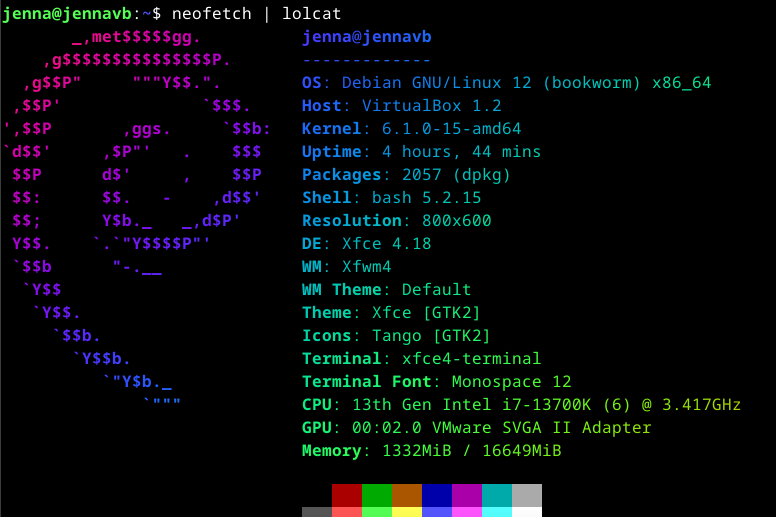 jenna@jennavb:~$ neofetch | lolcat
       _,met$$$$$gg.          jenna@jennavb
    ,g$$$$$$$$$$$$$$$P.       -------------
  ,g$$P"     """Y$$.".        OS: Debian GNU/Linux 12 (bookworm) x86_64
 ,$$P'              `$$$.     Host: VirtualBox 1.2
',$$P       ,ggs.     `$$b:   Kernel: 6.1.0-15-amd64
`d$$'     ,$P"'   .    $$$    Uptime: 4 hours, 44 mins
 $$P      d$'     ,    $$P    Packages: 2057 (dpkg)
 $$:      $$.   -    ,d$$'    Shell: bash 5.2.15
 $$;      Y$b._   _,d$P'      Resolution: 800x600
 Y$$.    `.`"Y$$$$P"'         DE: Xfce 4.18
 `$$b      "-.__              WM: Xfwm4
  `Y$$                        WM Theme: Default
   `Y$$.                      Theme: Xfce [GTK2]
     `$$b.                    Icons: Tango [GTK2]
       `Y$$b.                 Terminal: xfce4-terminal
          `"Y$b._             Terminal Font: Monospace 12
              `"""            CPU: 13th Gen Intel i7-13700K (6) @ 3.417GHz
                              GPU: 00:02.0 VMware SVGA II Adapter
                              Memory: 1332MiB / 16649MiB